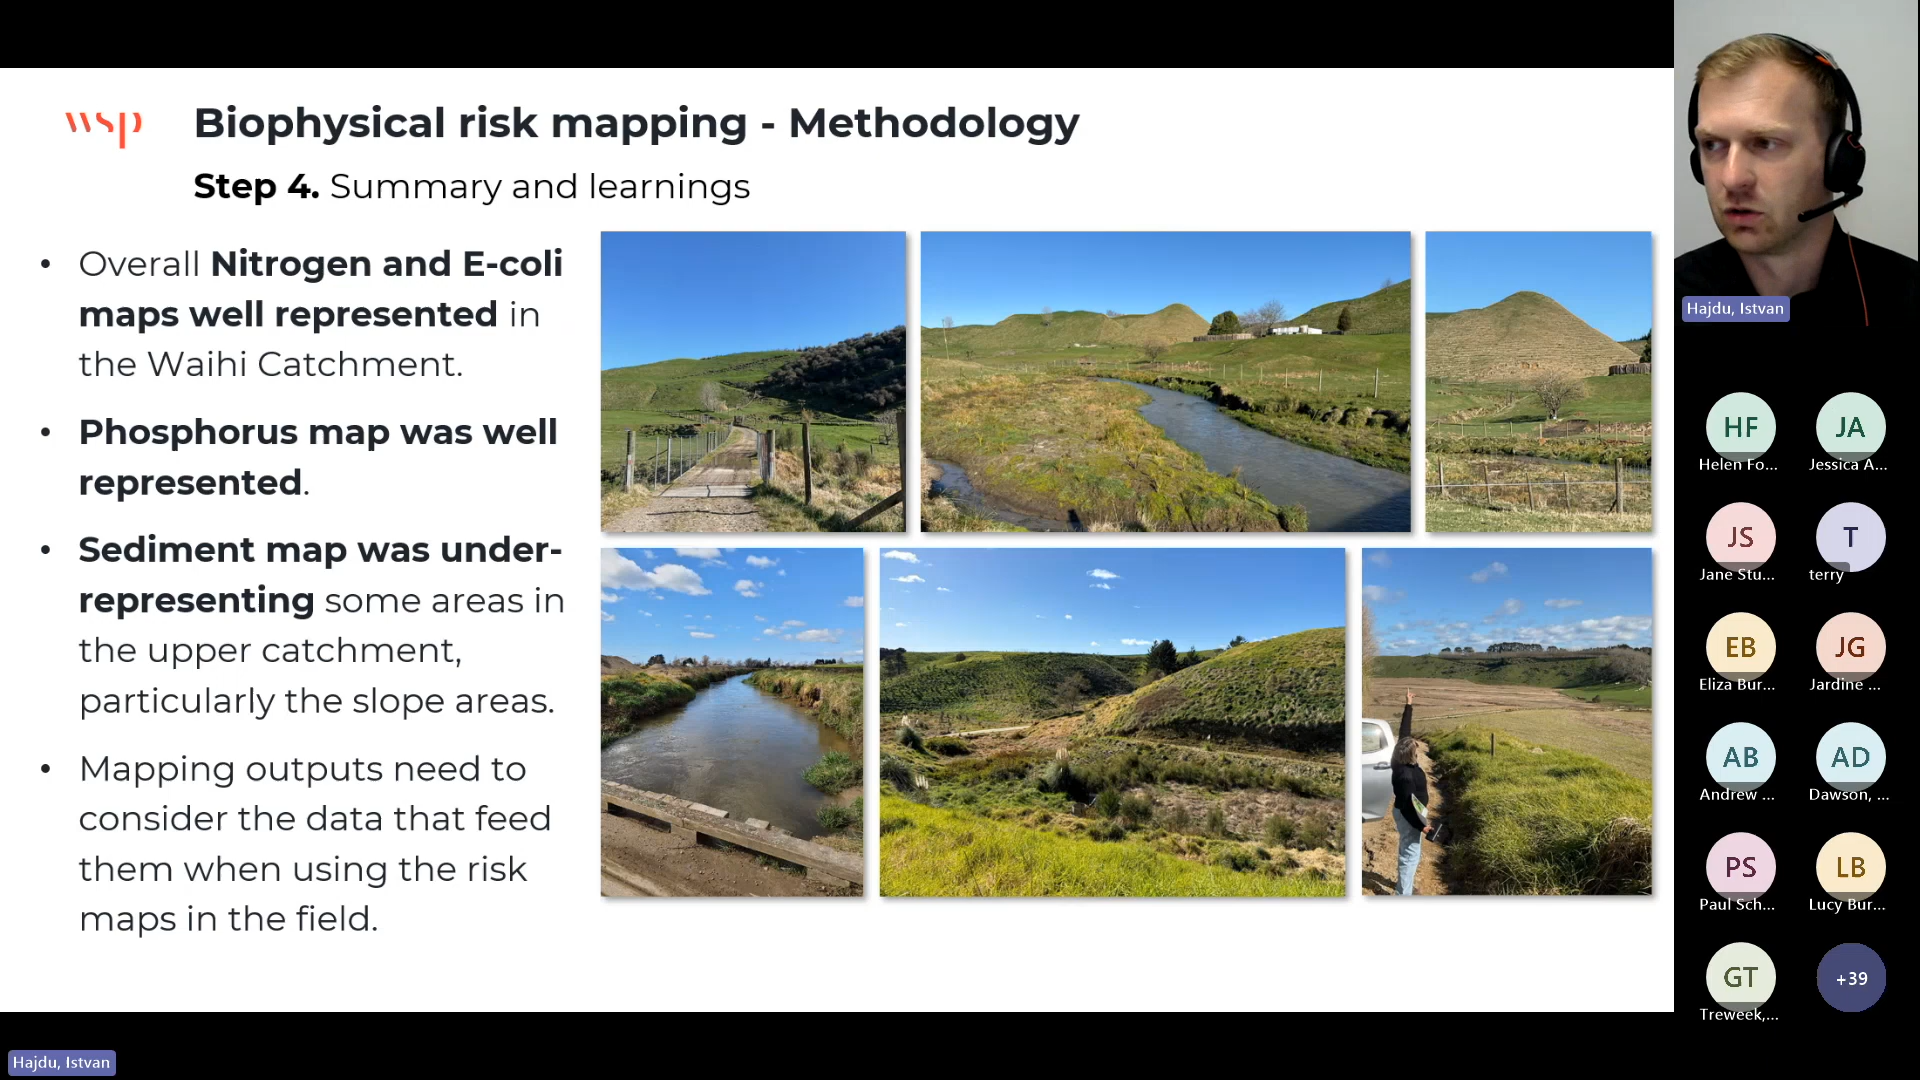 wsp
Biophysical risk mapping - Methodology
Step 4. Summary and learnings
• Overall Nitrogen and E-coli
maps well represented in
the Waihi Catchment.
• Phosphorus map was well
represented.
• Sediment map was under-
representing some areas in
the upper catchment,
particularly the slope areas.
• Mapping outputs need to
consider the data that feed
them when using the risk
maps in the field.
Hajdu, Istvan
HF
Helen Fo...
JA
Jessica A...
JS
Jane Stu...
T
terry
EB
Eliza Bur...
JG
Jardine ...
AB
Andrew ...
AD
Dawson, ...
PS
Paul Sch...
LB
Lucy Bur...
GT
Treweek,...
+39
Hajdu, Istvan